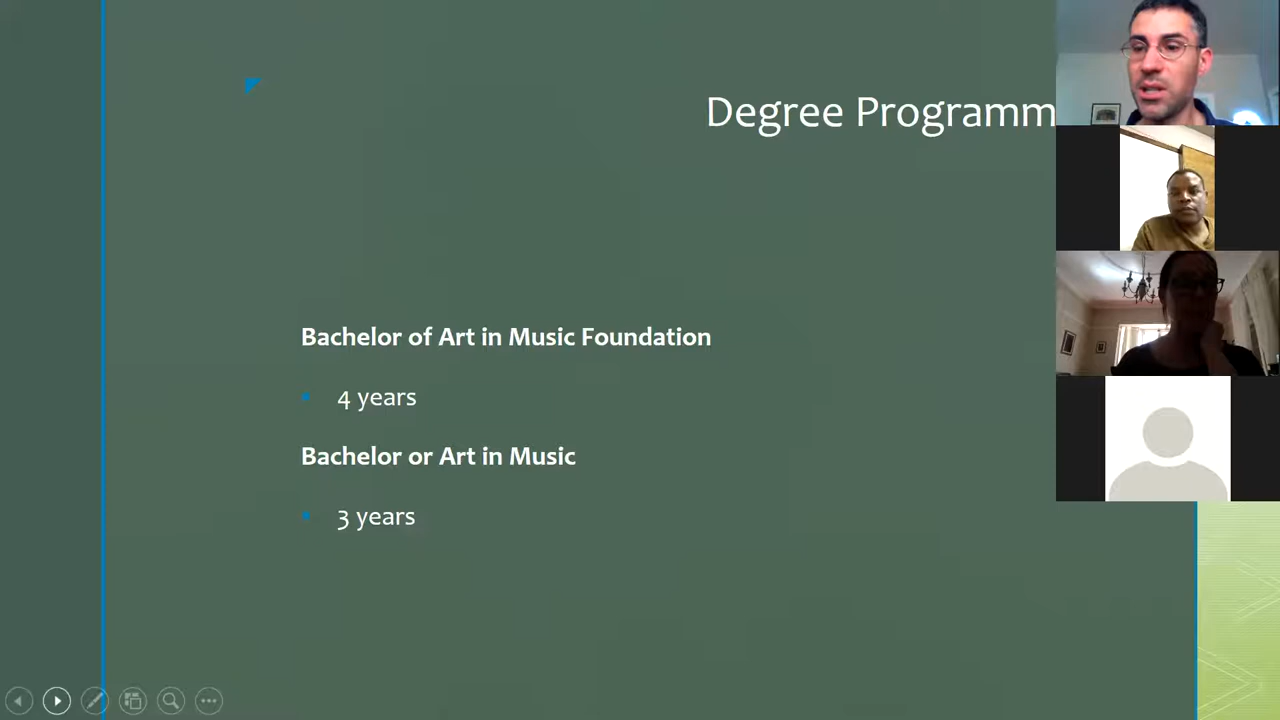 Degree Programm
Bachelor of Art in Music Foundation
4 years
Bachelor or Art in Music
3 years